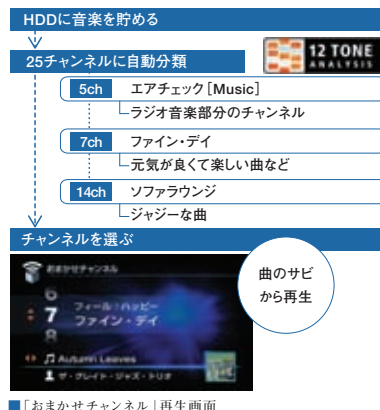 HDDに音楽を貯める
25チャンネルに自動分類
12 TONE
ANALYSIS
5ch エアチェック［Music］
ラジオ音楽部分のチャンネル
7ch ファイン・デイ
元気が良くて楽しい曲など
14ch ソファラウンジ
ジャジーな曲
チャンネルを選ぶ
曲のサビ
から再生
おまかせチャンネル
6
フィール・ハッピー
7 ファイン・デイ
8
Autumn Leaves
ザ・グレイト・ジャズ・トリオ
■「おまかせチャンネル」再生画面